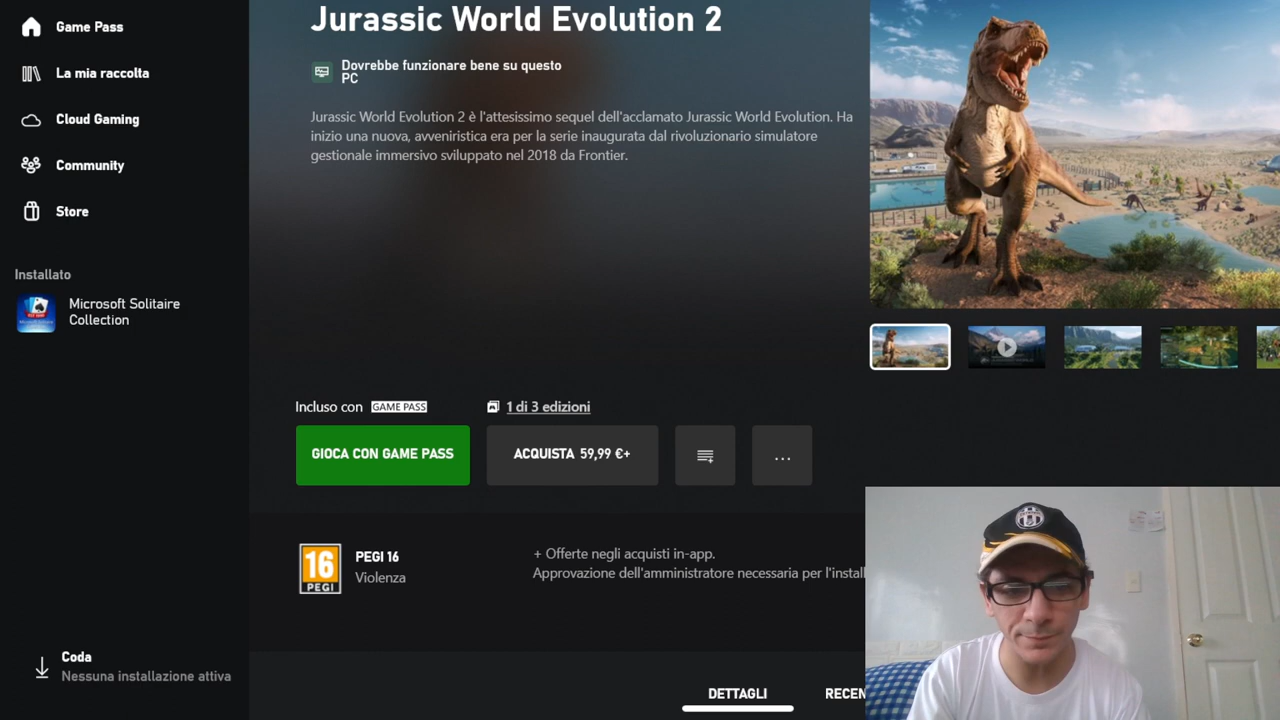 Game Pass
La mia raccolta
Cloud Gaming
Community
Store
Installato
Microsoft Solitaire
Collection
Coda
Nessuna installazione attiva
Jurassic World Evolution 2
Dovrebbe funzionare bene su questo
PC
Jurassic World Evolution 2 è l'attesissimo sequel dell'acclamato Jurassic World Evolution. Ha
inizio una nuova, avveniristica era per la serie inaugurata dal rivoluzionario simulatore
gestionale immersivo sviluppato nel 2018 da Frontier.
Incluso con GAME PASS
1 di 3 edizioni
GIOCA CON GAME PASS
ACQUISTA 59,99 €+
...
16
PEGI
PEGI 16
Violenza
+ Offerte negli acquisti in-app.
Approvazione dell'amministratore necessaria per l'install
DETTAGLI
RECEN